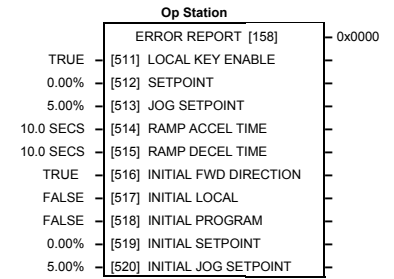 Op Station
ERROR REPORT [158] – 0x0000
TRUE – [511] LOCAL KEY ENABLE –
0.00% – [512] SETPOINT –
5.00% – [513] JOG SETPOINT –
10.0 SECS – [514] RAMP ACCEL TIME –
10.0 SECS – [515] RAMP DECEL TIME –
TRUE – [516] INITIAL FWD DIRECTION –
FALSE – [517] INITIAL LOCAL –
FALSE – [518] INITIAL PROGRAM –
0.00% – [519] INITIAL SETPOINT –
5.00% – [520] INITIAL JOG SETPOINT –